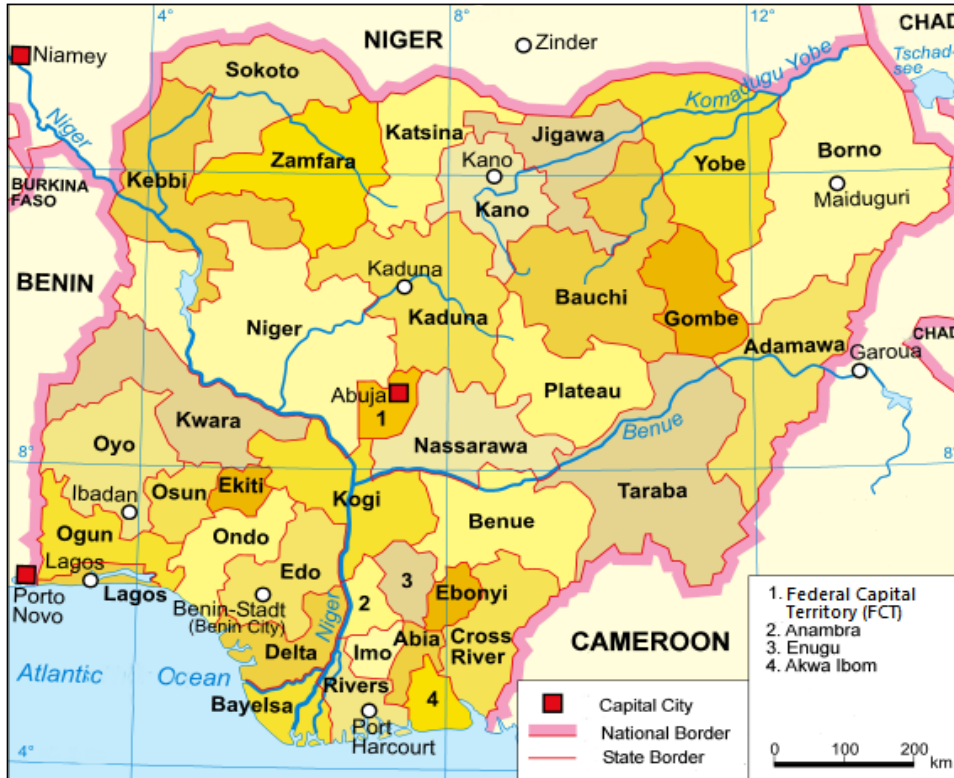 4°
8°
12°
CHAD
NIGER
Zinder
Niamey
Tschad-
see
Sokoto
Komadugu Yobe
Niger
Katsina
Jigawa
Zamfara
Kano
Yobe
Borno
Kebbi
BURKINA
FASO
Kano
Maiduguri
BENIN
Kaduna
Bauchi
Niger
Kaduna
Gombe
CHAD
Adamawa
Garoua
Abuja
1
Plateau
Kwara
Benue
Nassarawa
Oyo
8°
8°
Ibadan
Osun
Ekiti
Kogi
Taraba
Ogun
Ondo
Benue
Lagos
Edo
3
Ebonyi
Porto
Novo
Lagos
Benin-Stadt
(Benin City)
Niger
2
Abia
Cross
River
CAMEROON
Delta
Imo
Atlantic Ocean
Bayelsa
Rivers
4
Port
Harcourt
4°
1. Federal Capital
Territory (FCT)
2. Anambra
3. Enugu
4. Akwa Ibom
Capital City
National Border
State Border
0 100 200
km